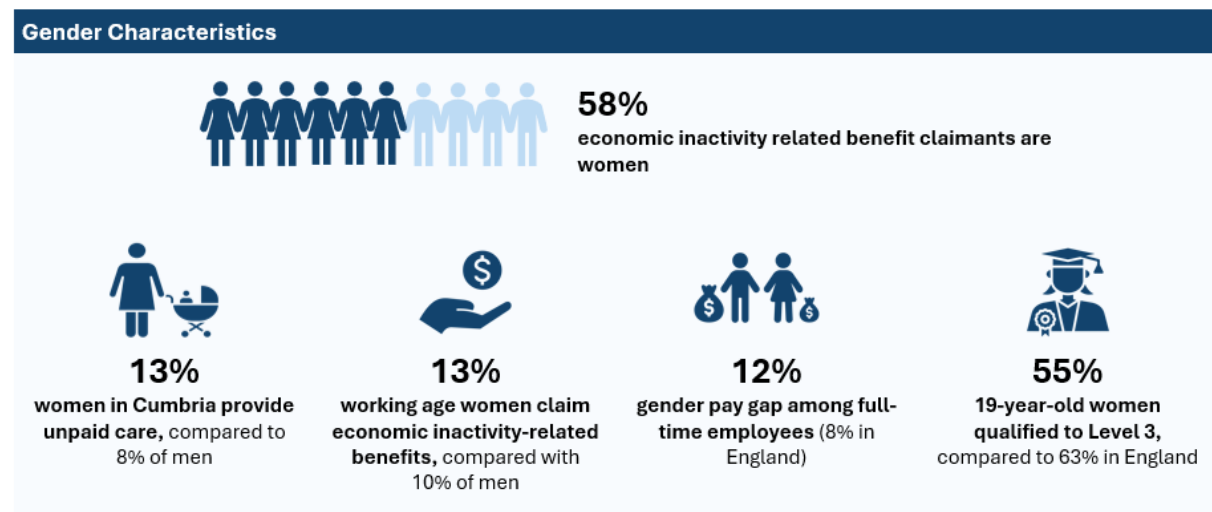 Gender Characteristics
58%
economic inactivity related benefit claimants are
women
13%
women in Cumbria provide
unpaid care, compared to
8% of men
13%
working age women claim
economic inactivity-related
benefits, compared with
10% of men
12%
gender pay gap among full-
time employees (8% in
England)
55%
19-year-old women
qualified to Level 3,
compared to 63% in England